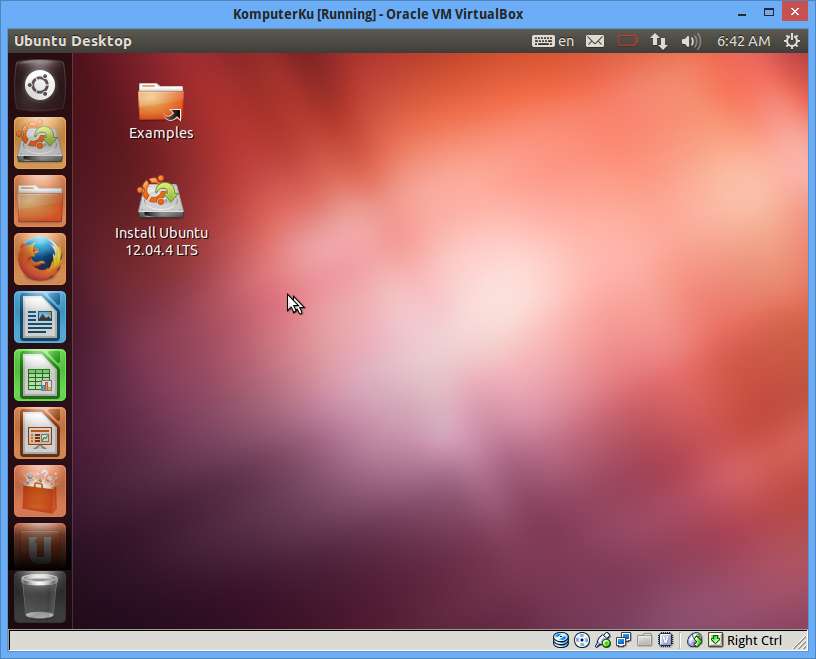 KomputerKu [Running] - Oracle VM VirtualBox
Ubuntu Desktop
en
6:42 AM
Examples
Install Ubuntu
12.04.4 LTS
Right Ctrl